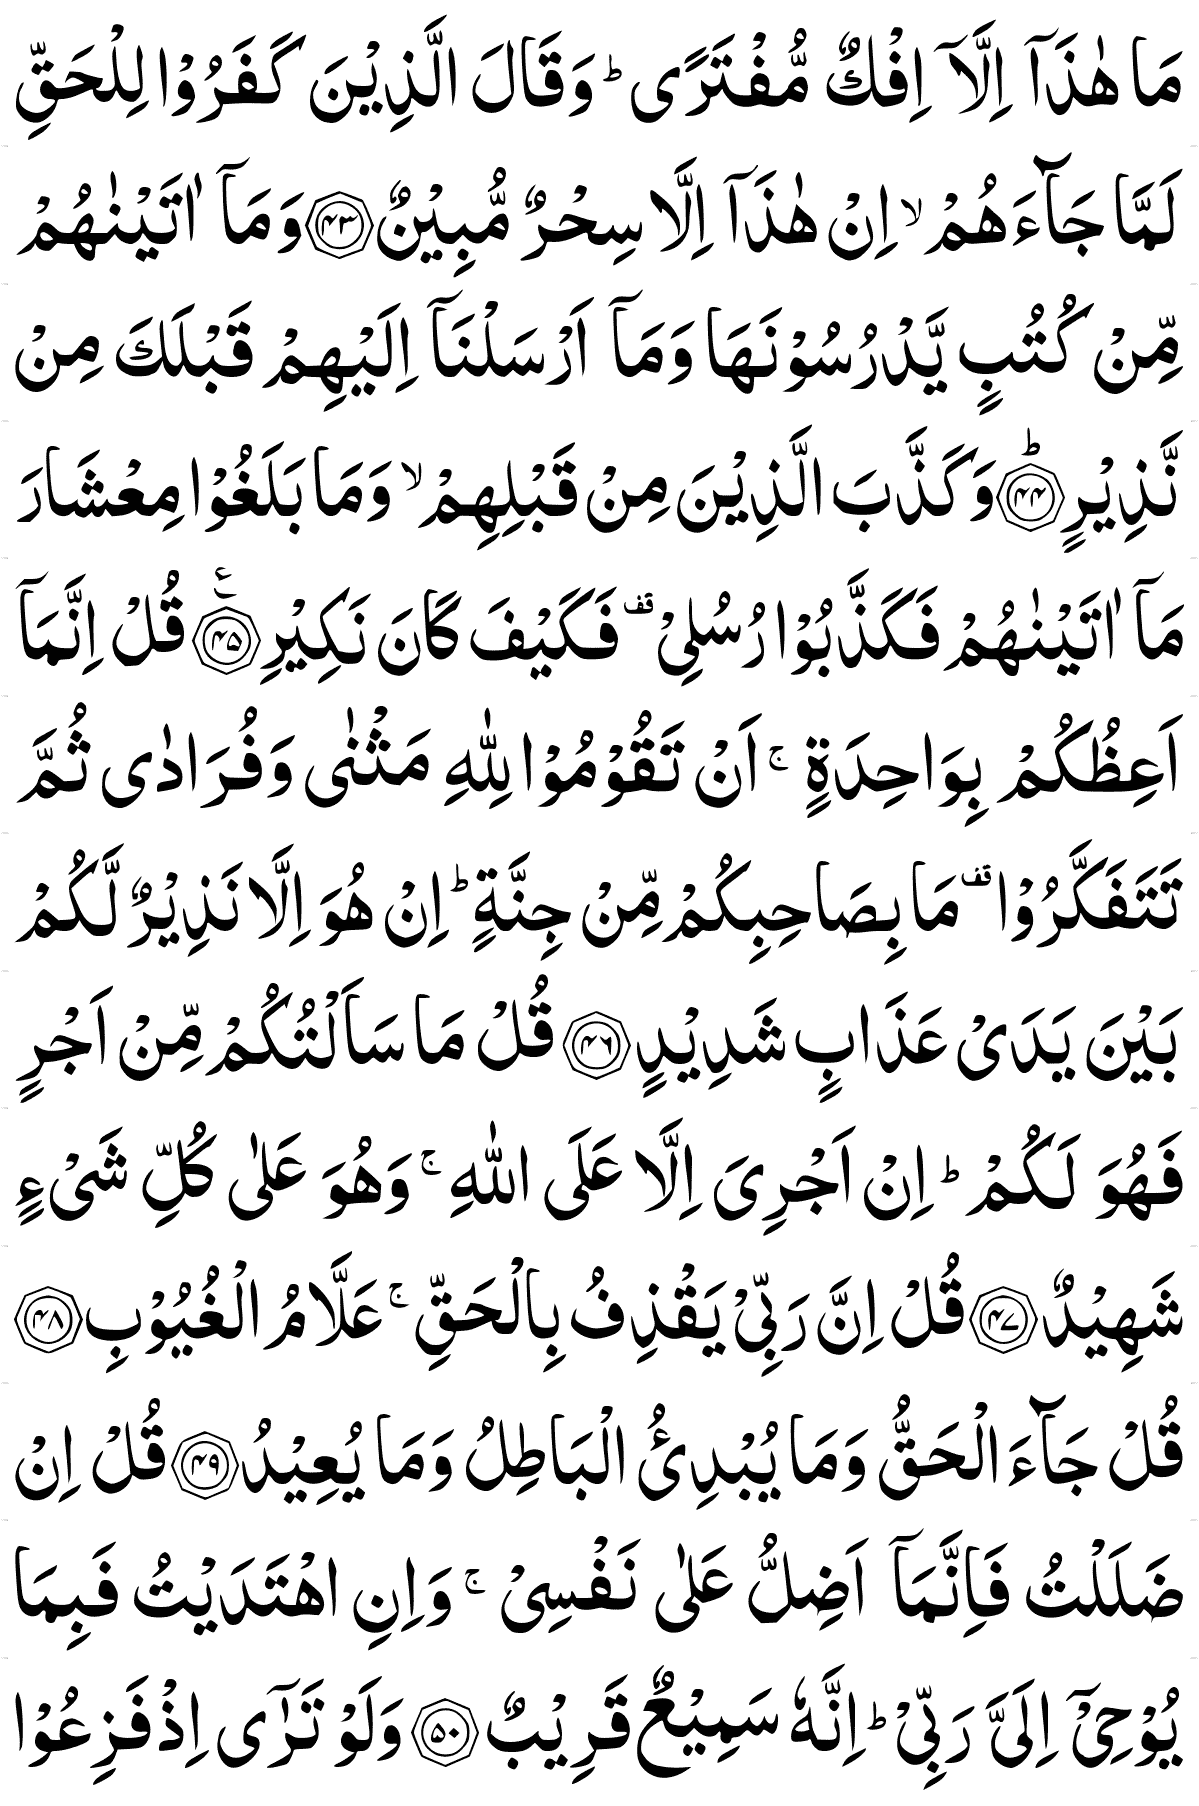 مَا هٰذَاۤ اِلَّاۤ اِفْكٌ مُّفْتَرًی ؕ وَقَالَ الَّذِیْنَ كَفَرُوْا لِلْحَقِّ
لَمَّا جَآءَهُمْ ۙ اِنْ هٰذَاۤ اِلَّا سِحْرٌ مُّبِیْنٌ ﴿۴۳﴾ وَمَاۤ اٰتَیْنٰهُمْ
مِّنْ كُتُبٍ یَّدْرُسُوْنَهَا وَمَاۤ اَرْسَلْنَاۤ اِلَیْهِمْ قَبْلَكَ مِنْ
نَّذِیْرٍ ﴿ؕ۴۴﴾ وَكَذَّبَ الَّذِیْنَ مِنْ قَبْلِهِمْ ۙ وَمَا بَلَغُوْا مِعْشَارَ
مَاۤ اٰتَیْنٰهُمْ فَكَذَّبُوْا رُسُلِیْ ۫ فَكَیْفَ كَانَ نَكِیْرِ ﴿۴۵﴾ ع قُلْ اِنَّمَاۤ
اَعِظُكُمْ بِوَاحِدَةٍ ۚ اَنْ تَقُوْمُوْا لِلّٰهِ مَثْنٰی وَفُرَادٰی ثُمَّ
تَتَفَكَّرُوْا ۫ مَا بِصَاحِبِكُمْ مِّنْ جِنَّةٍ ؕ اِنْ هُوَ اِلَّا نَذِیْرٌ لَّكُمْ
بَیْنَ یَدَیْ عَذَابٍ شَدِیْدٍ ﴿۴۶﴾ قُلْ مَا سَاَلْتُكُمْ مِّنْ اَجْرٍ
فَهُوَ لَكُمْ ؕ اِنْ اَجْرِیَ اِلَّا عَلَی اللّٰهِ ۚ وَهُوَ عَلٰی كُلِّ شَیْءٍ
شَهِیْدٌ ﴿۴۷﴾ قُلْ اِنَّ رَبِّیْ یَقْذِفُ بِالْحَقِّ ۚ عَلَّامُ الْغُیُوْبِ ﴿۴۸﴾
قُلْ جَآءَ الْحَقُّ وَمَا یُبْدِئُ الْبَاطِلُ وَمَا یُعِیْدُ ﴿۴۹﴾ قُلْ اِنْ
ضَلَلْتُ فَاِنَّمَاۤ اَضِلُّ عَلٰی نَفْسِیْ ۚ وَاِنِ اهْتَدَیْتُ فَبِمَا
یُوْحِیْۤ اِلَیَّ رَبِّیْ ؕ اِنَّهٗ سَمِیْعٌ قَرِیْبٌ ﴿۵۰﴾ وَلَوْ تَرٰۤی اِذْ فَزِعُوْا